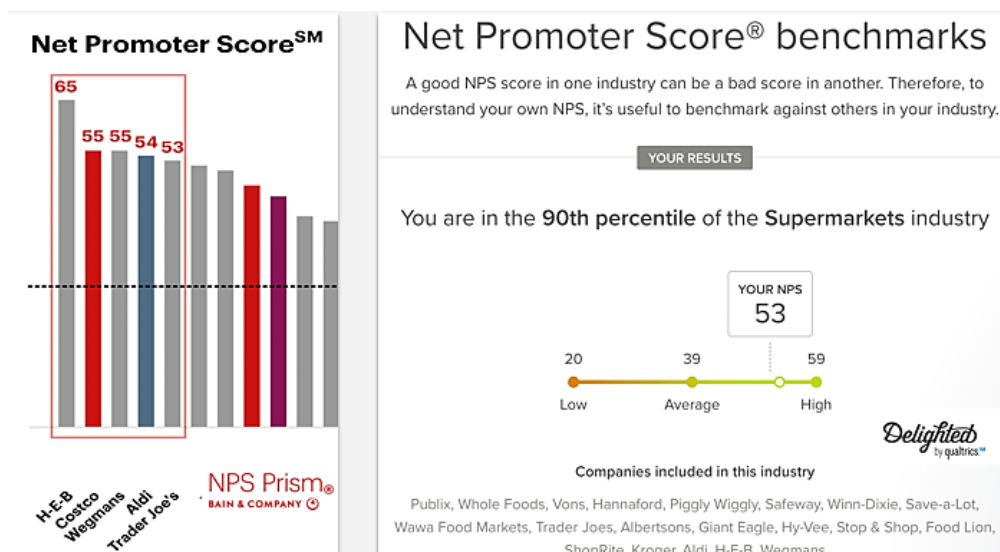 Net Promoter Score℠
65
55 55 54 53
H-E-B
Costco
Wegmans
Aldi
Trader Joe's
NPS Prism®
BAIN & COMPANY
Net Promoter Score® benchmarks
A good NPS score in one industry can be a bad score in another. Therefore, to
understand your own NPS, it's useful to benchmark against others in your industry.
YOUR RESULTS
You are in the 90th percentile of the Supermarkets industry
YOUR NPS
53
20 39 59
Low Average High
Delighted
by qualtrics℠
Companies included in this industry
Publix, Whole Foods, Vons, Hannaford, Piggly Wiggly, Safeway, Winn-Dixie, Save-a-Lot,
Wawa Food Markets, Trader Joes, Albertsons, Giant Eagle, Hy-Vee, Stop & Shop, Food Lion,
ShopRite, Kroger, Aldi, H-E-B, Wegmans